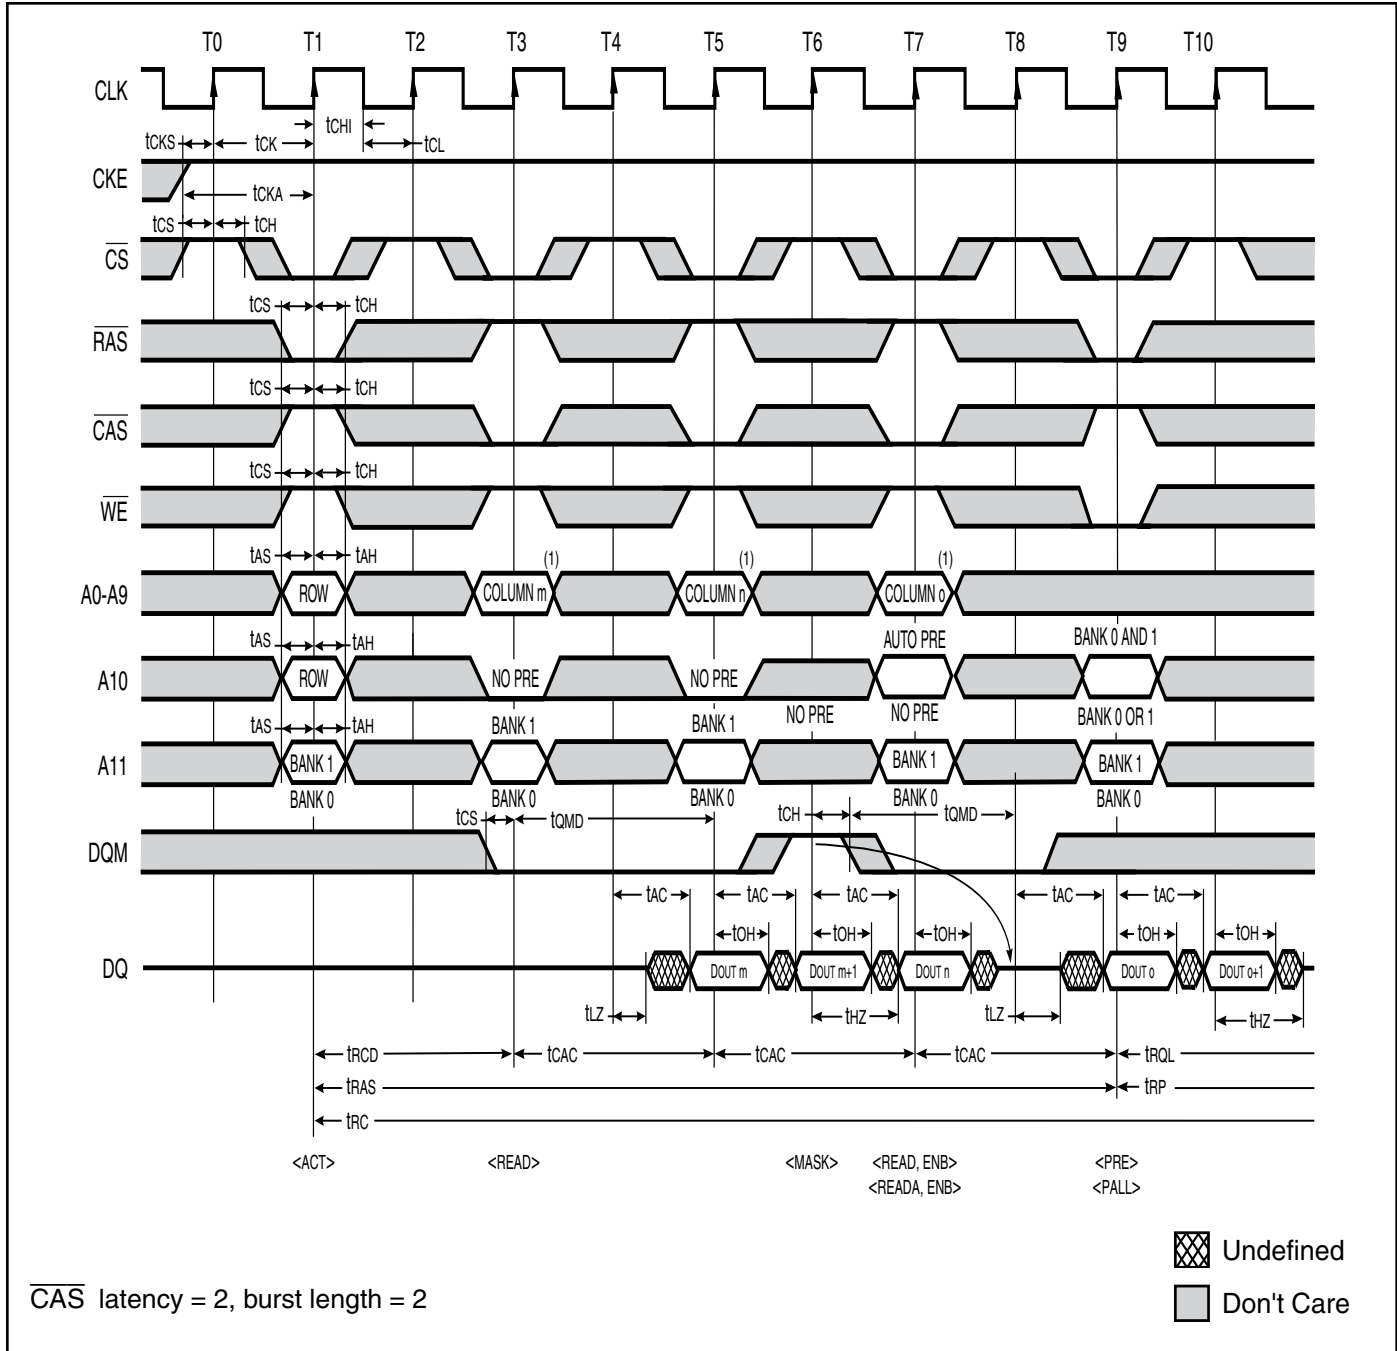 T0 T1 T2 T3 T4 T5 T6 T7 T8 T9 T10
CLK
tCHI
tCKS tCK tCL
CKE
tCKA
tCS tCH
CS
tCS tCH
RAS
tCS tCH
CAS
tCS tCH
WE
tAS tAH (1) (1) (1)
A0-A9 ROW COLUMN m COLUMN n COLUMN o
tAS tAH AUTO PRE BANK 0 AND 1
A10 ROW NO PRE NO PRE
NO PRE NO PRE BANK 0 OR 1
tAS tAH BANK 1 BANK 1
A11 BANK 1 BANK 1 BANK 1
BANK 0 BANK 0 BANK 0 BANK 0 BANK 0
tCS tQMD tCH tQMD
DQM
tAC tAC tAC tAC tAC
tOH tOH tOH tOH tOH
DQ DOUT m DOUT m+1 DOUT n DOUT o DOUT o+1
tLZ tHZ tLZ tHZ
tRCD tCAC tCAC tCAC tRQL
tRAS tRP
tRC
<ACT> <READ> <MASK> <READ, ENB> <PRE>
<READA, ENB> <PALL>
Undefined
CAS latency = 2, burst length = 2
Don't Care